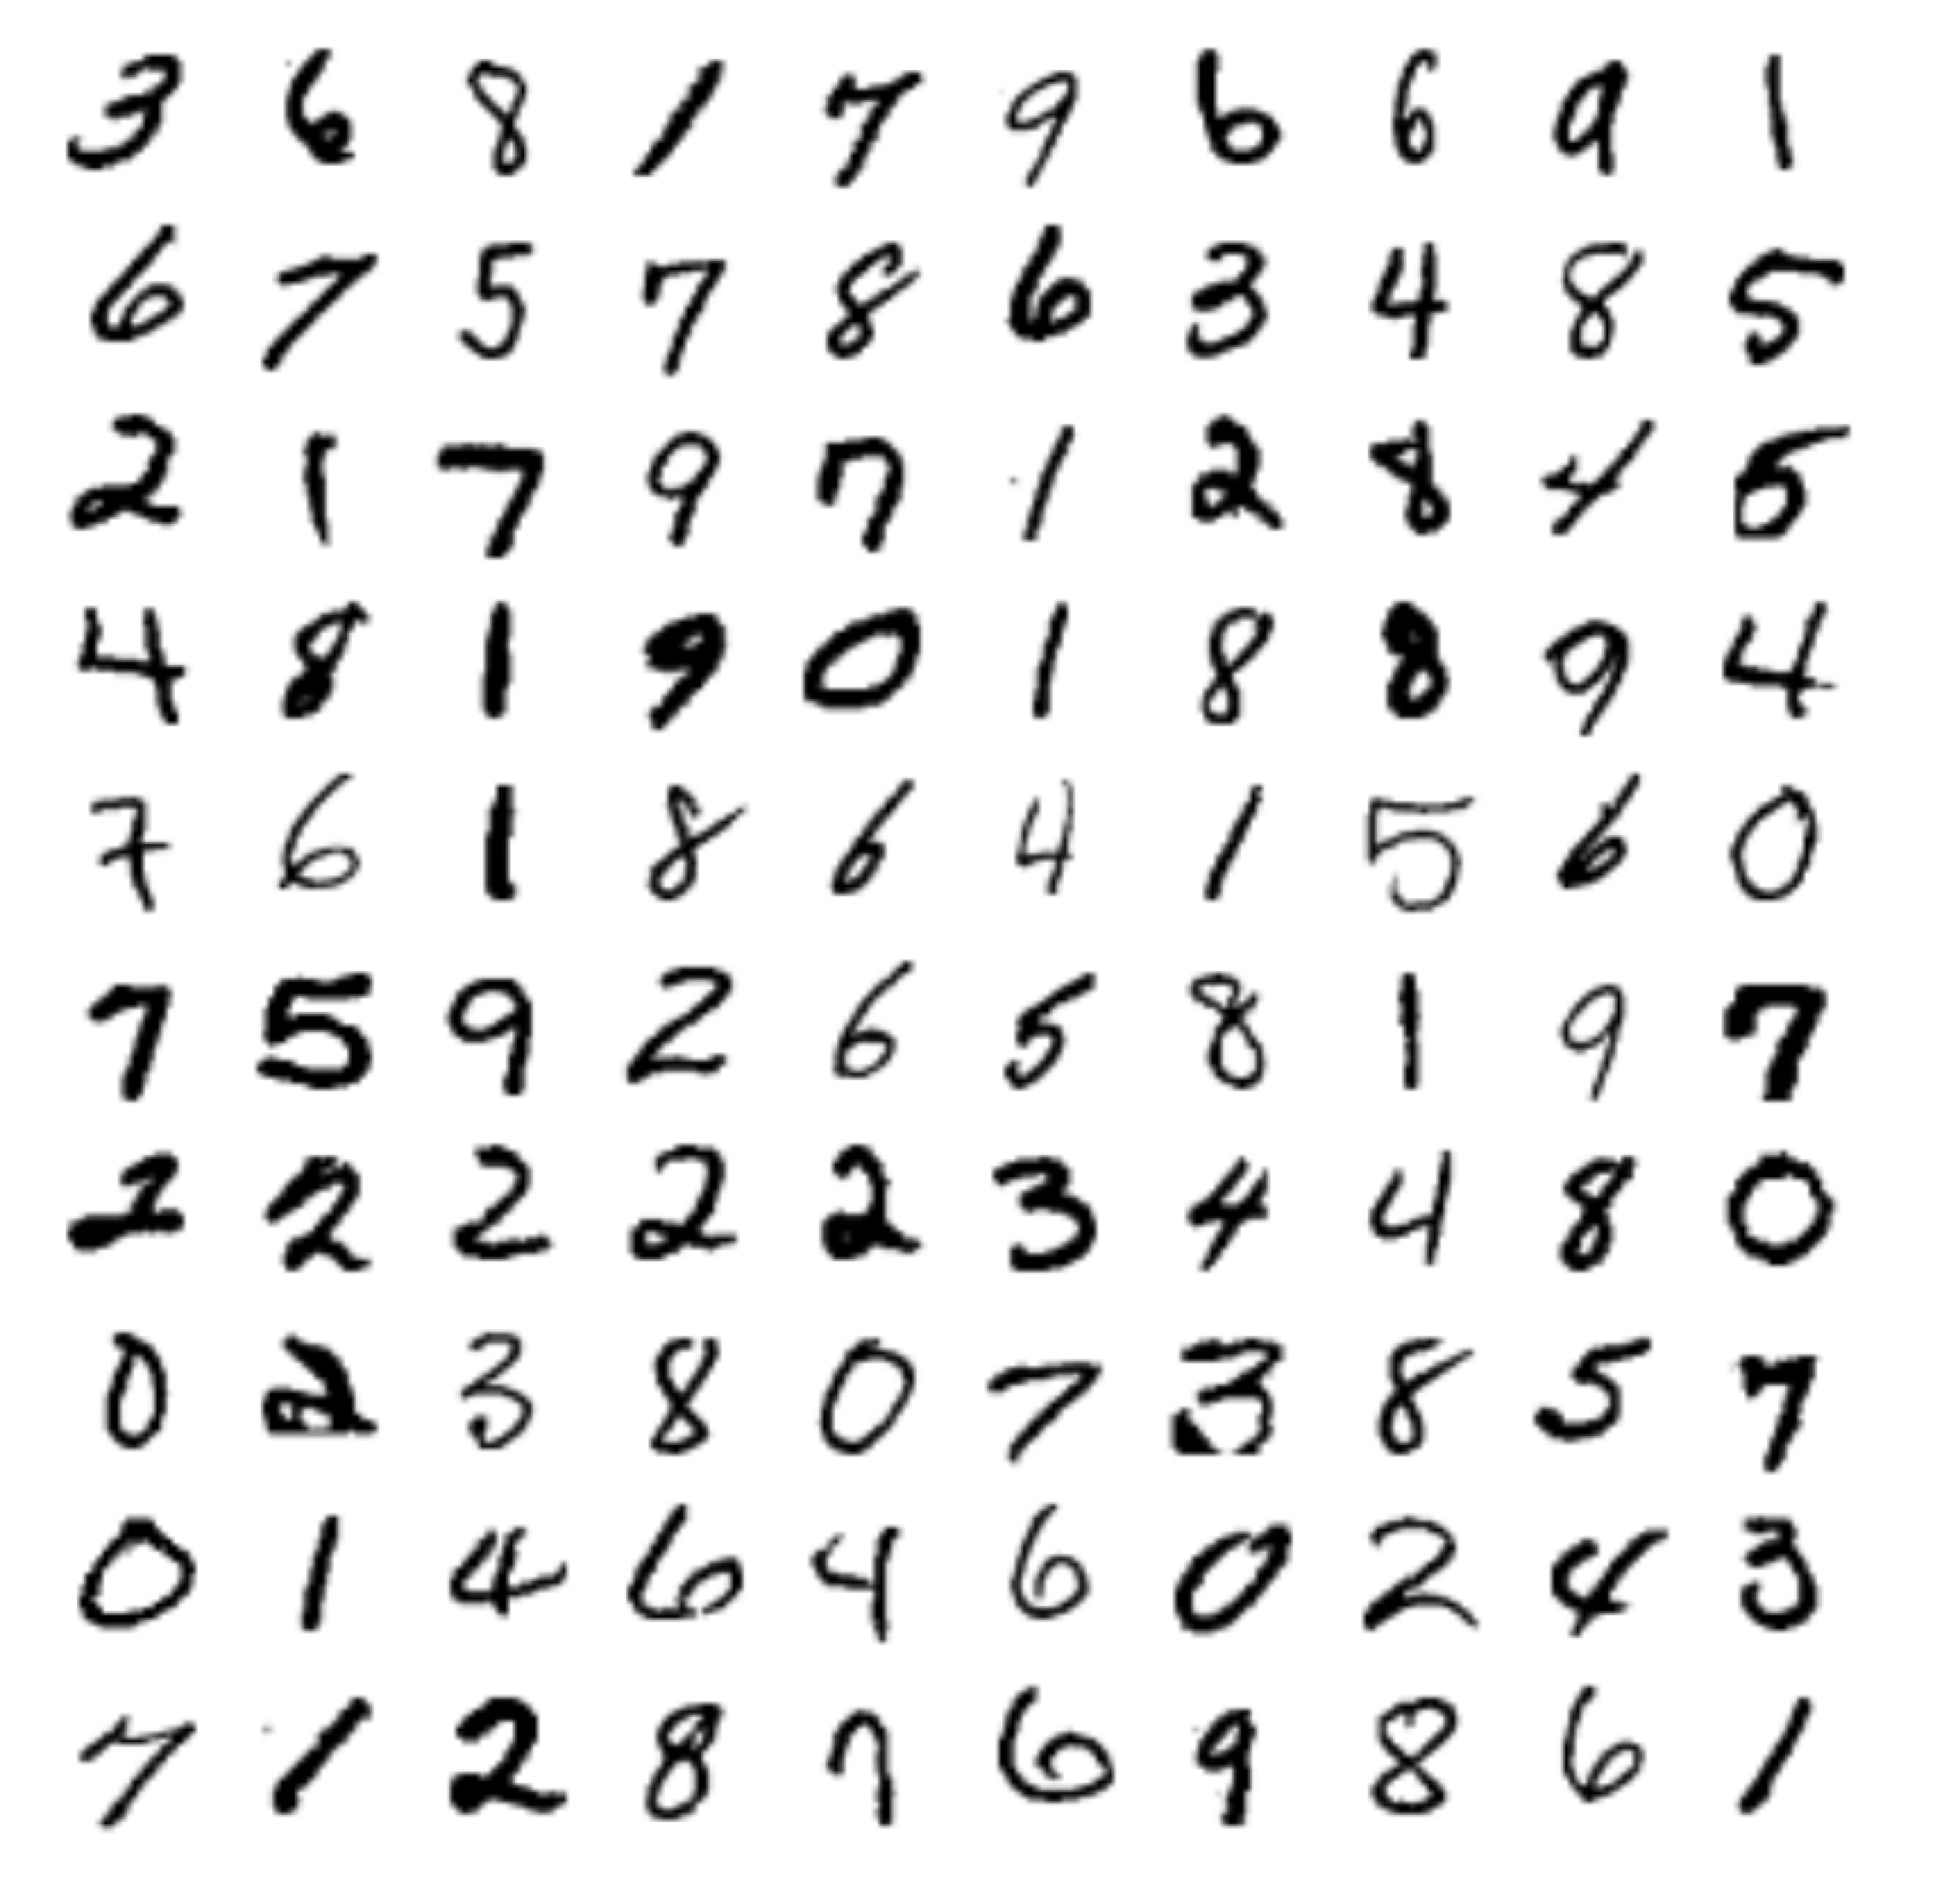 3 6 8 1 7 9 6 6 9 1
6 7 5 7 8 6 3 4 8 5
2 1 7 9 7 1 2 8 4 5
4 8 1 9 0 1 8 8 9 4
7 6 1 8 6 4 1 5 6 0
7 5 9 2 6 5 8 1 9 7
2 2 2 2 2 3 4 4 8 0
0 2 3 8 0 7 3 8 5 7
0 1 4 6 4 6 0 2 4 3
7 1 2 8 7 6 9 8 6 1